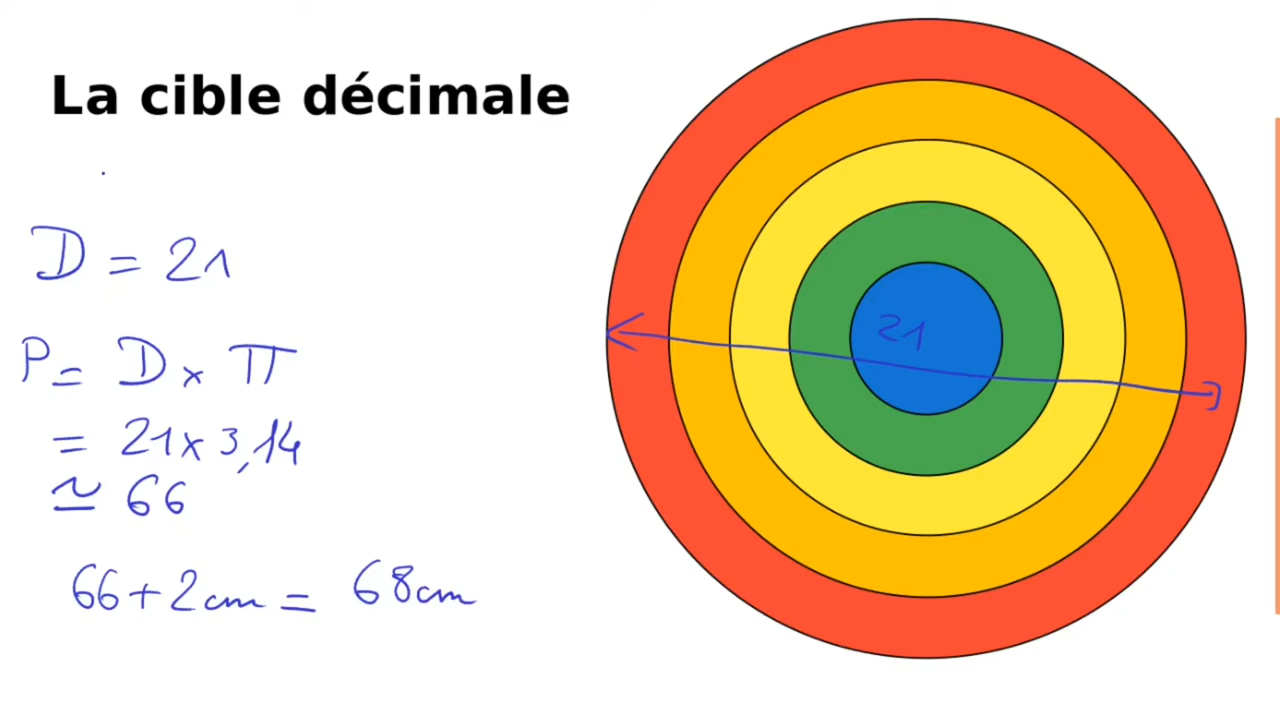 La cible décimale
D = 21
P = D × π
= 21 × 3,14
≃ 66
66 + 2 cm = 68 cm
21